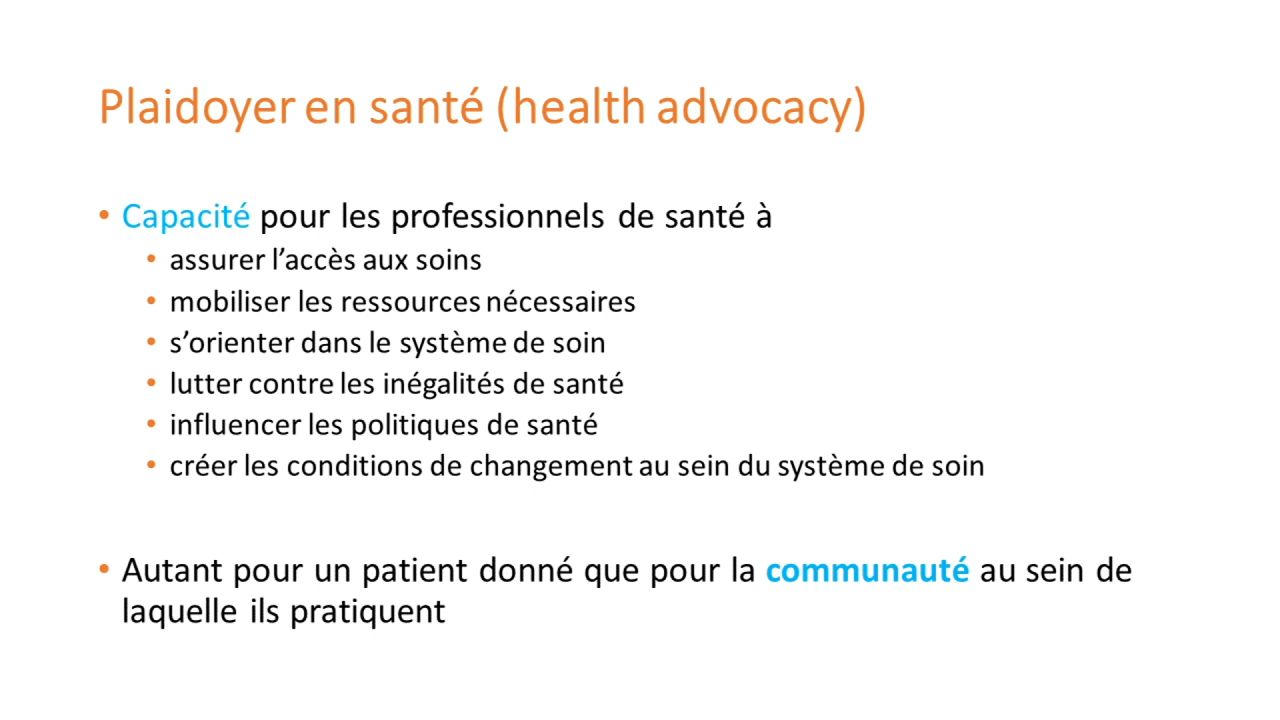 Plaidoyer en santé (health advocacy)
• Capacité pour les professionnels de santé à
• assurer l’accès aux soins
• mobiliser les ressources nécessaires
• s’orienter dans le système de soin
• lutter contre les inégalités de santé
• influencer les politiques de santé
• créer les conditions de changement au sein du système de soin
• Autant pour un patient donné que pour la communauté au sein de
laquelle ils pratiquent